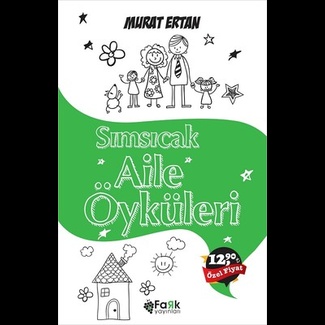 MURAT ERTAN
Sımsıcak
Aile
Öyküleri
12,90
Özel Fiyat
FaRk
yayınları